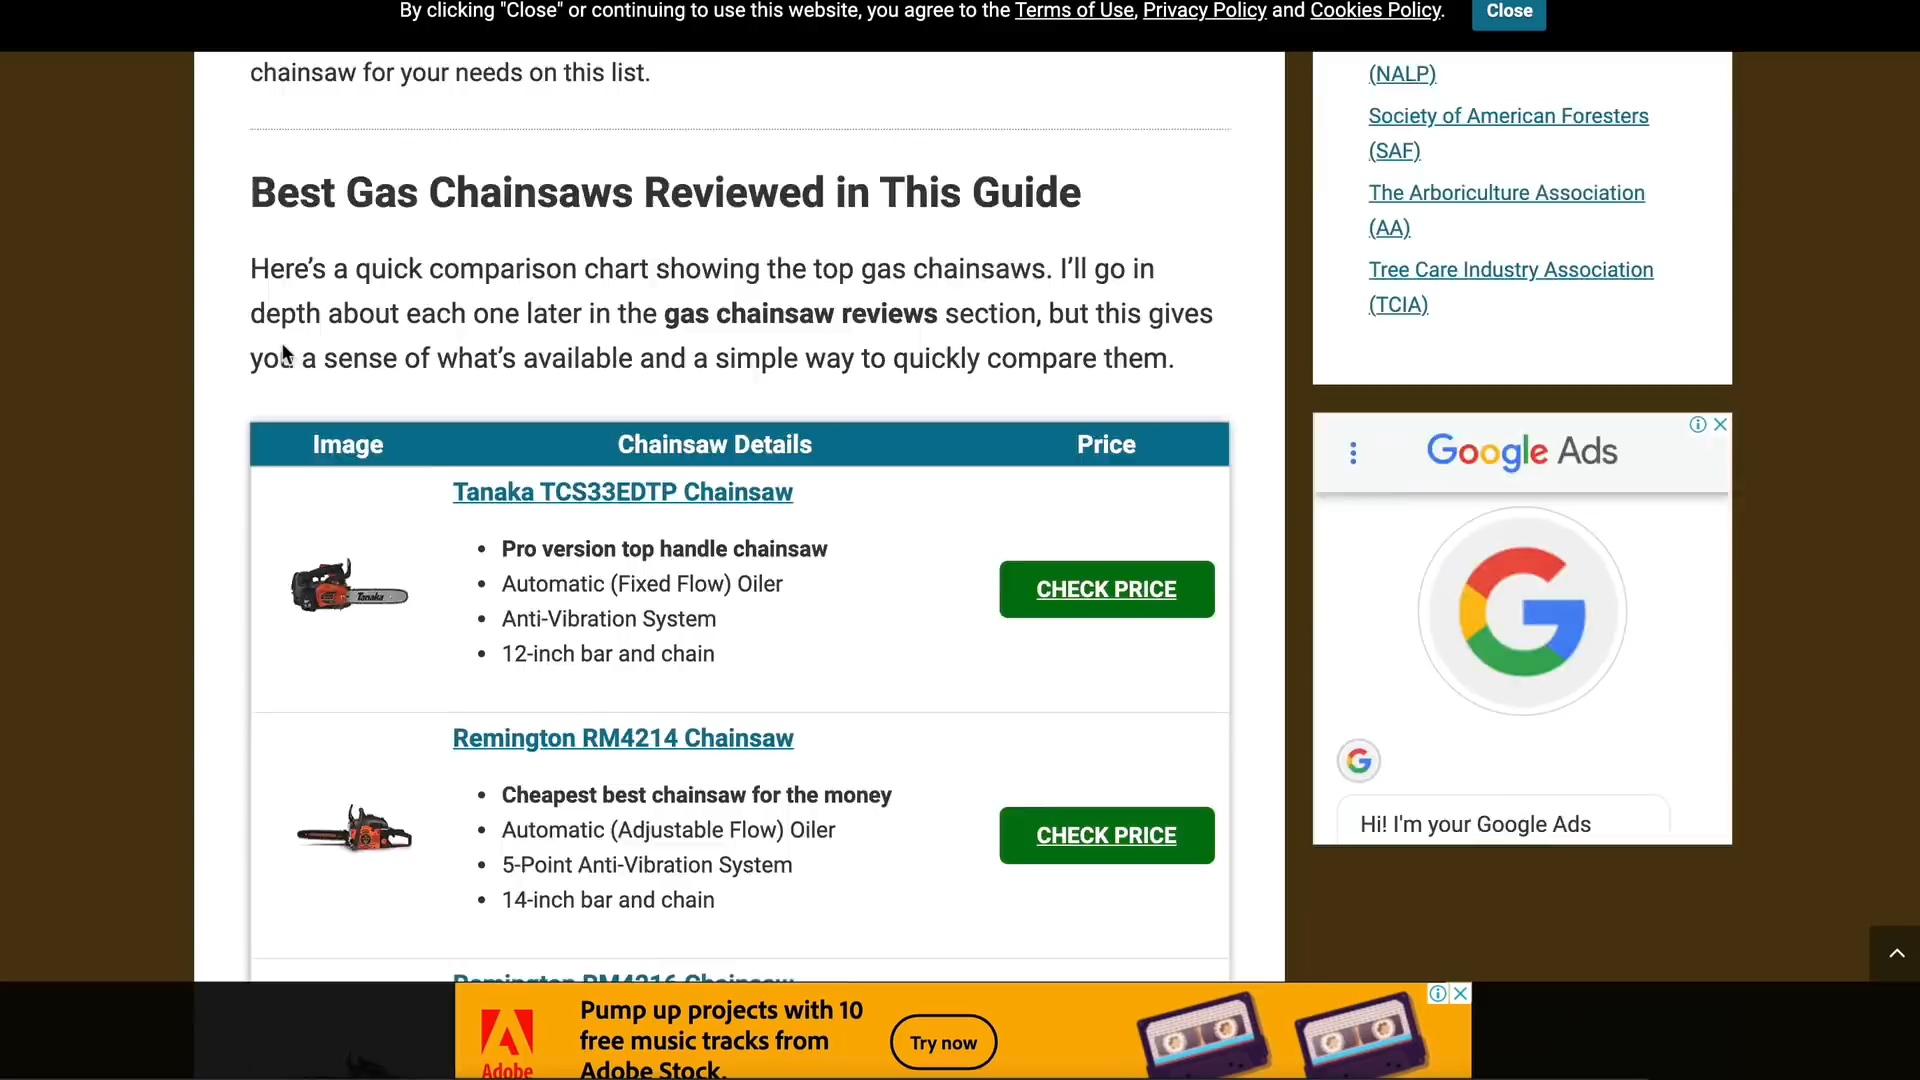 By clicking "Close" or continuing to use this website, you agree to the Terms of Use, Privacy Policy and Cookies Policy.
Close
chainsaw for your needs on this list.
Best Gas Chainsaws Reviewed in This Guide
Here’s a quick comparison chart showing the top gas chainsaws. I’ll go in
depth about each one later in the gas chainsaw reviews section, but this gives
you a sense of what’s available and a simple way to quickly compare them.
Image Chainsaw Details Price
Tanaka TCS33EDTP Chainsaw
• Pro version top handle chainsaw
• Automatic (Fixed Flow) Oiler
• Anti-Vibration System
• 12-inch bar and chain
Tanaka
CHECK PRICE
Remington RM4214 Chainsaw
• Cheapest best chainsaw for the money
• Automatic (Adjustable Flow) Oiler
• 5-Point Anti-Vibration System
• 14-inch bar and chain
CHECK PRICE
Remington RM4216 Chainsaw
(NALP)
Society of American Foresters
(SAF)
The Arboriculture Association
(AA)
Tree Care Industry Association
(TCIA)
Google Ads
Hi! I'm your Google Ads
Adobe
Pump up projects with 10
free music tracks from
Adobe Stock.
Try now